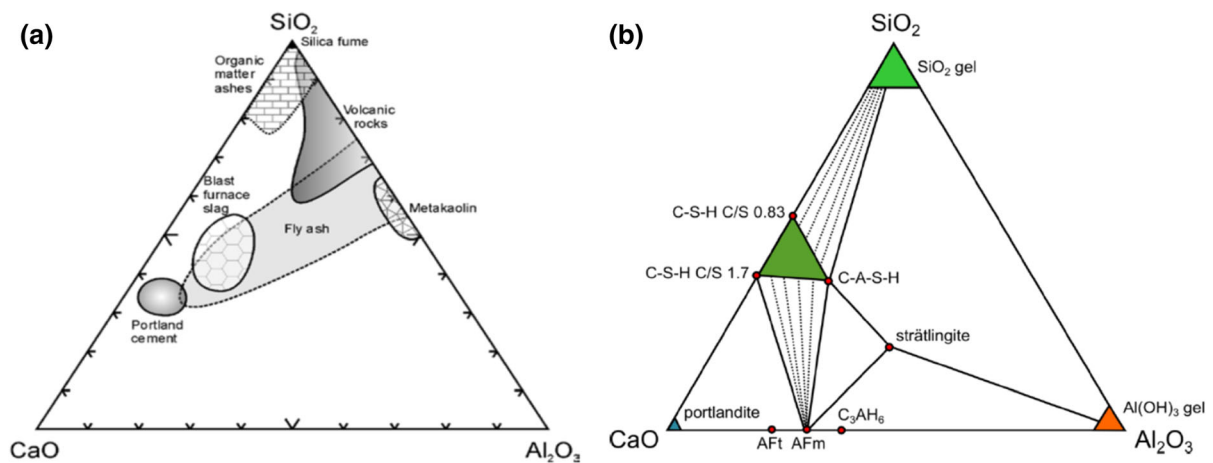 (a)
SiO₂
Silica fume
Organic
matter
ashes
Volcanic
rocks
Blast
furnace
slag
Metakaolin
Fly ash
Portland
cement
CaO
Al₂O₃
(b)
SiO₂
SiO₂ gel
C-S-H C/S 0.83
C-S-H C/S 1.7
C-A-S-H
strätlingite
portlandite
C₃AH₆
Al(OH)₃ gel
CaO
AFt
AFm
Al₂O₃